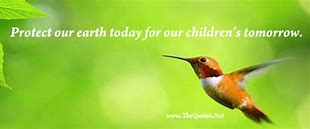 Protect our earth today for our children's tomorrow.
www.TheQuotes.Net